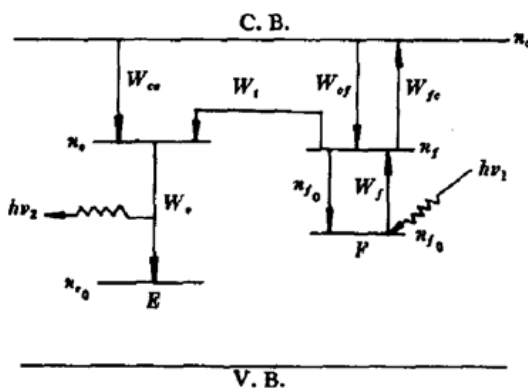 C. B.
n_c
W_ce
W_t
W_cf
W_fc
n_e
n_f
n_f0
W_f
hν_1
hν_2
W_e
F
n_f0
n_e0
E
V. B.